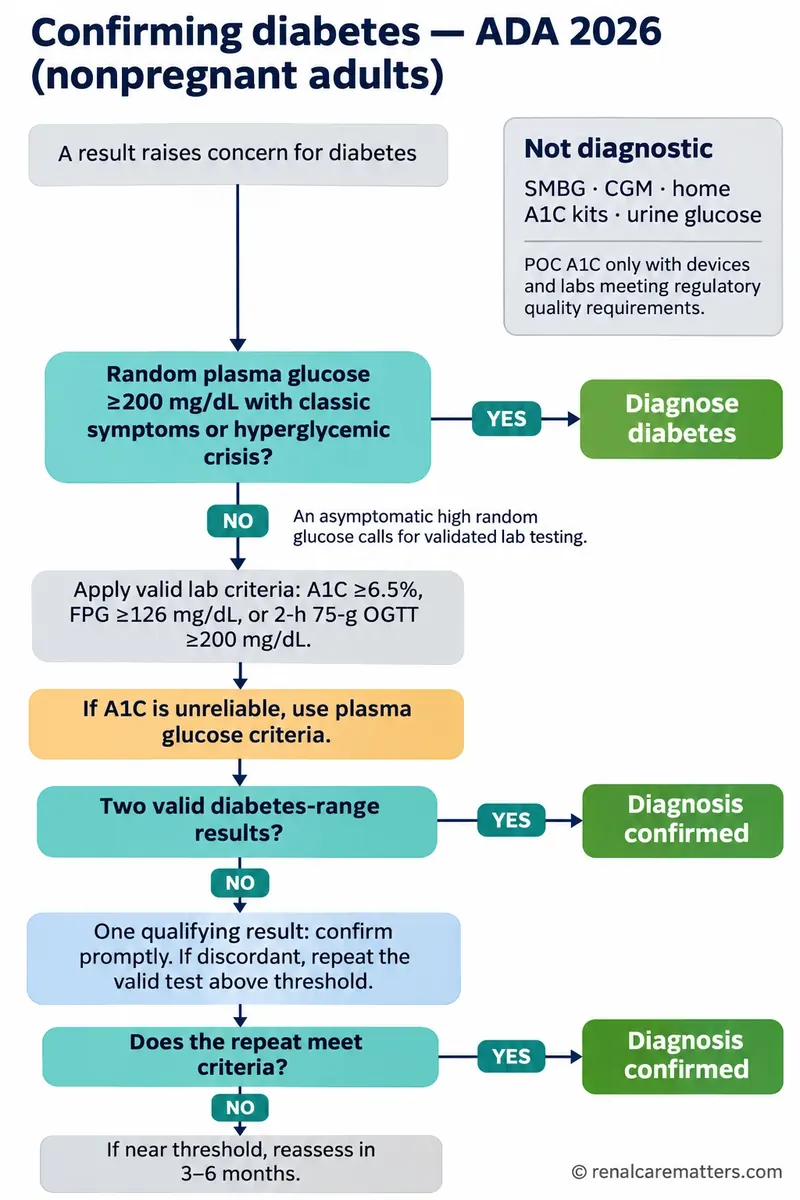 Confirming diabetes — ADA 2026
(nonpregnant adults)
A result raises concern for diabetes
Not diagnostic
SMBG · CGM · home
A1C kits · urine glucose
POC A1C only with devices
and labs meeting regulatory
quality requirements.
Random plasma glucose
≥200 mg/dL with classic
symptoms or hyperglycemic
crisis?
YES
Diagnose
diabetes
NO
An asymptomatic high random
glucose calls for validated lab testing.
Apply valid lab criteria: A1C ≥6.5%,
FPG ≥126 mg/dL, or 2-h 75-g OGTT
≥200 mg/dL.
If A1C is unreliable, use plasma
glucose criteria.
Two valid diabetes-range
results?
YES
Diagnosis
confirmed
NO
One qualifying result: confirm
promptly. If discordant, repeat the
valid test above threshold.
Does the repeat meet
criteria?
YES
Diagnosis
confirmed
NO
If near threshold, reassess in
3–6 months.
© renalcarematters.com